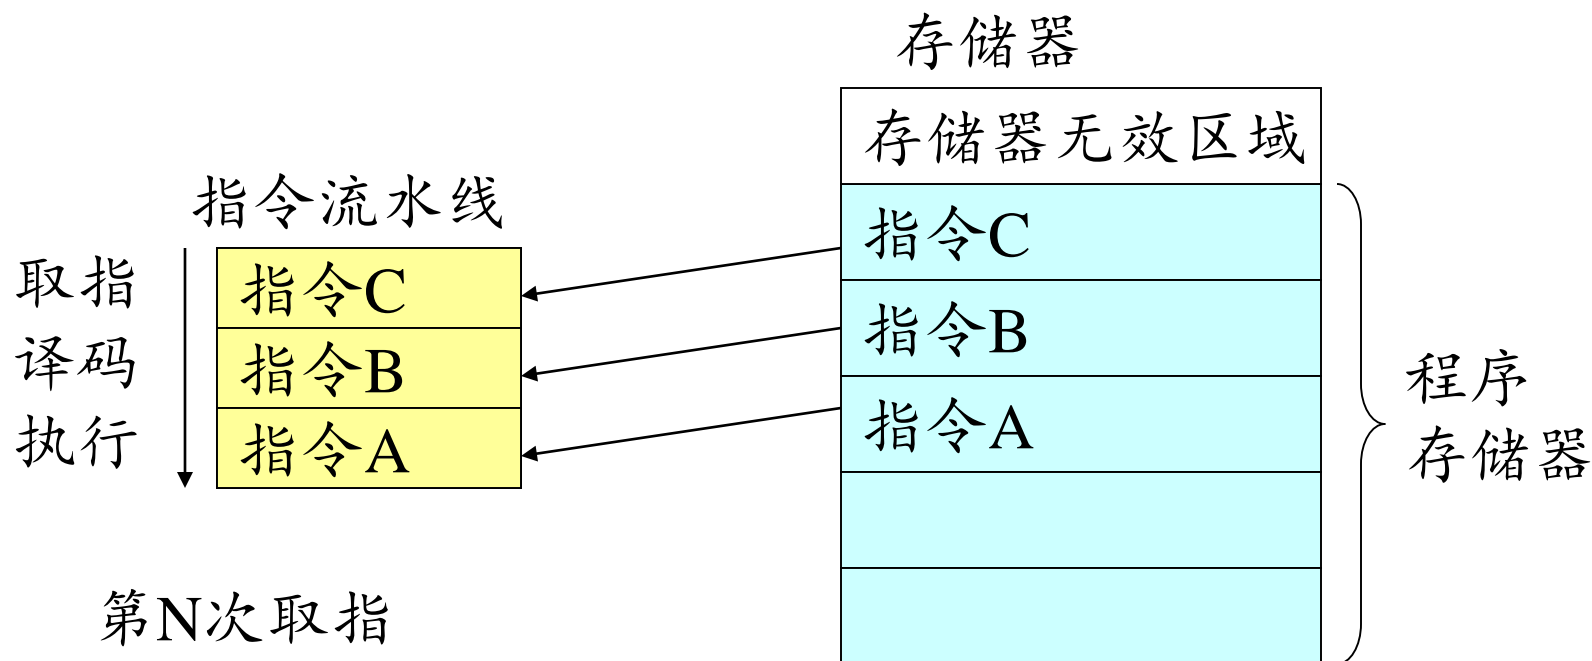 存储器
存储器无效区域
指令流水线
指令C
取指
指令C
指令B
译码
指令B
程序
执行
指令A
指令A
存储器
第N次取指